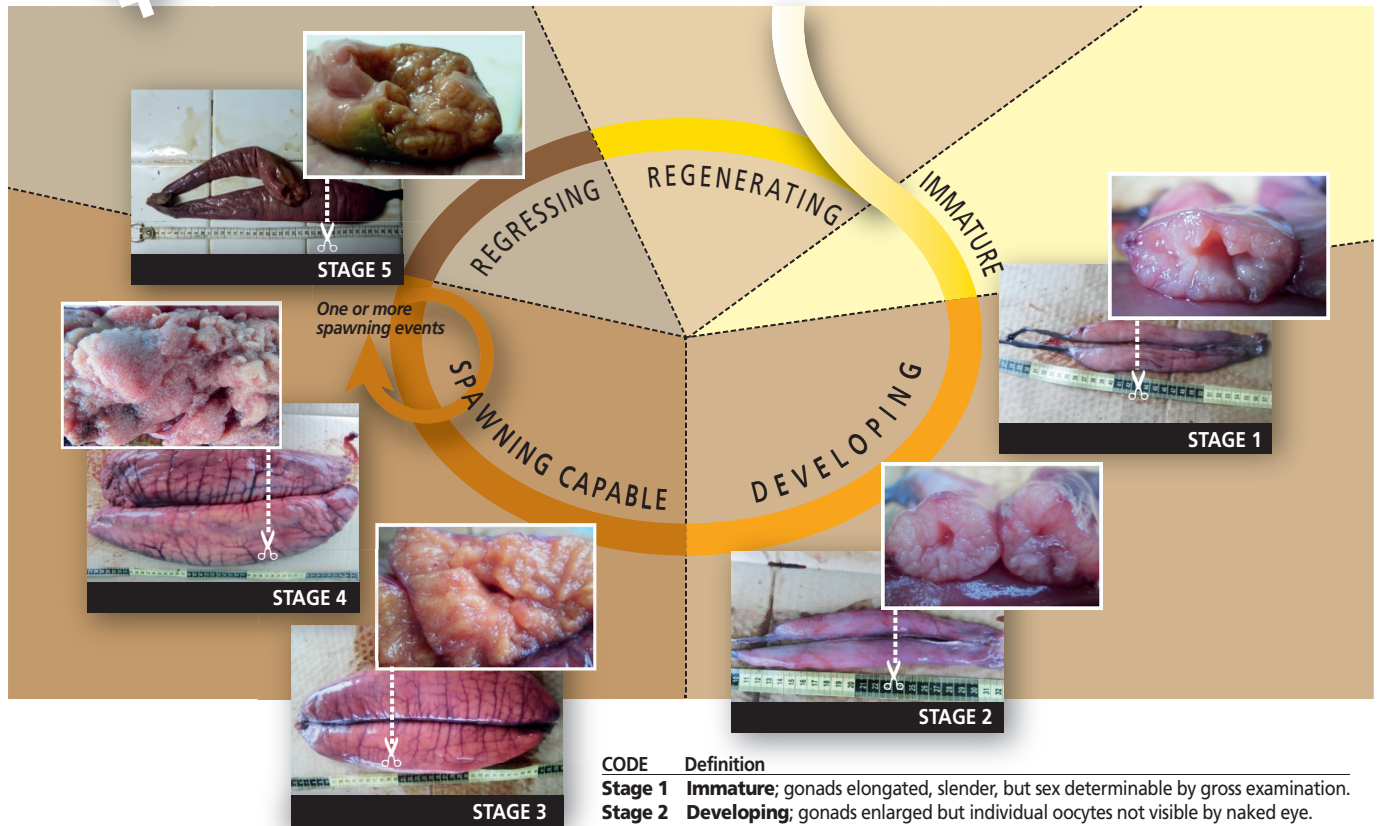 REGRESSING
REGENERATING
IMMATURE
STAGE 5
One or more
spawning events
STAGE 1
SPAWNING CAPABLE
DEVELOPING
STAGE 4
STAGE 2
STAGE 3
CODE Definition
Stage 1 Immature; gonads elongated, slender, but sex determinable by gross examination.
Stage 2 Developing; gonads enlarged but individual oocytes not visible by naked eye.